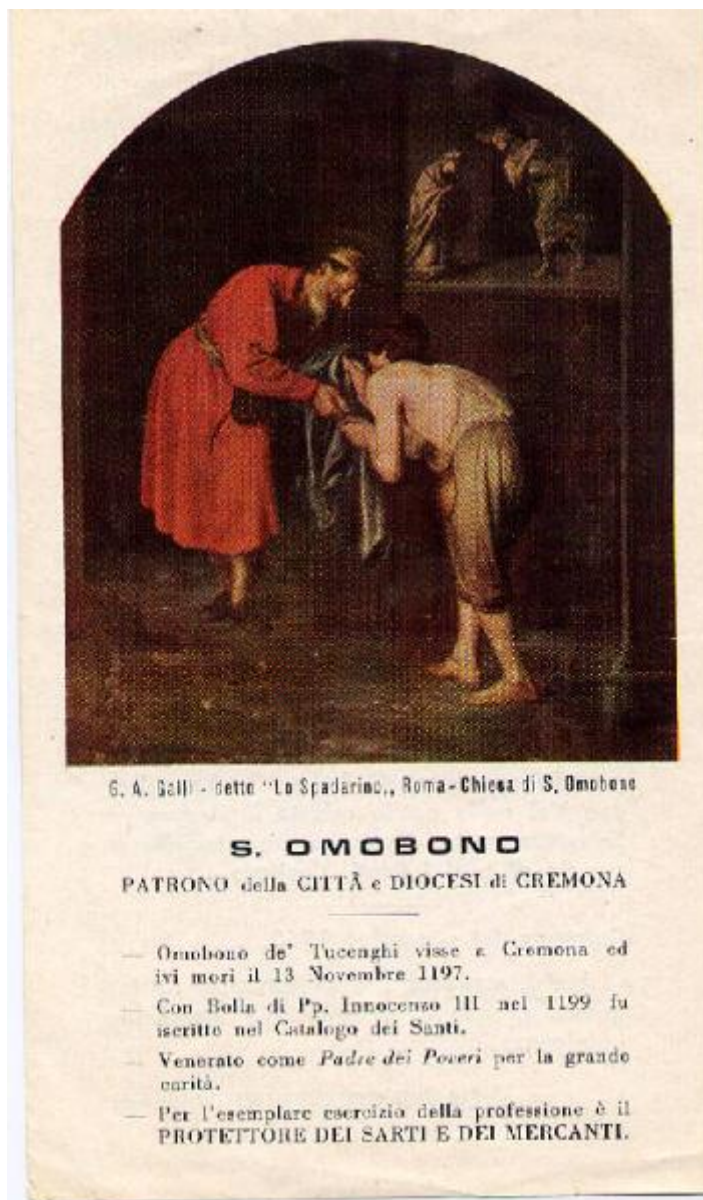 G. A. Galli - detto "Lo Spadarino,, Roma - Chiesa di S. Omobono
S. OMOBONO
PATRONO della CITTÀ e DIOCESI di CREMONA
— Omobono de' Tucenghi visse a Cremona ed
ivi morì il 13 Novembre 1197.
— Con Bolla di Pp. Innocenzo III nel 1199 fu
iscritto nel Catalogo dei Santi.
— Venerato come Padre dei Poveri per la grande
carità.
— Per l'esemplare esercizio della professione è il
PROTETTORE DEI SARTI E DEI MERCANTI.